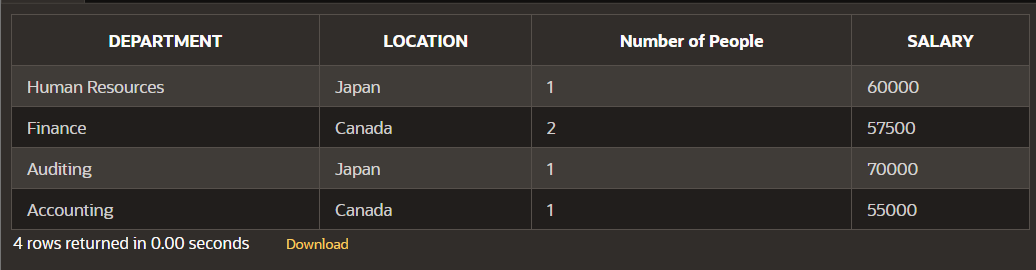 DEPARTMENT LOCATION Number of People SALARY
Human Resources Japan 1 60000
Finance Canada 2 57500
Auditing Japan 1 70000
Accounting Canada 1 55000
4 rows returned in 0.00 seconds Download